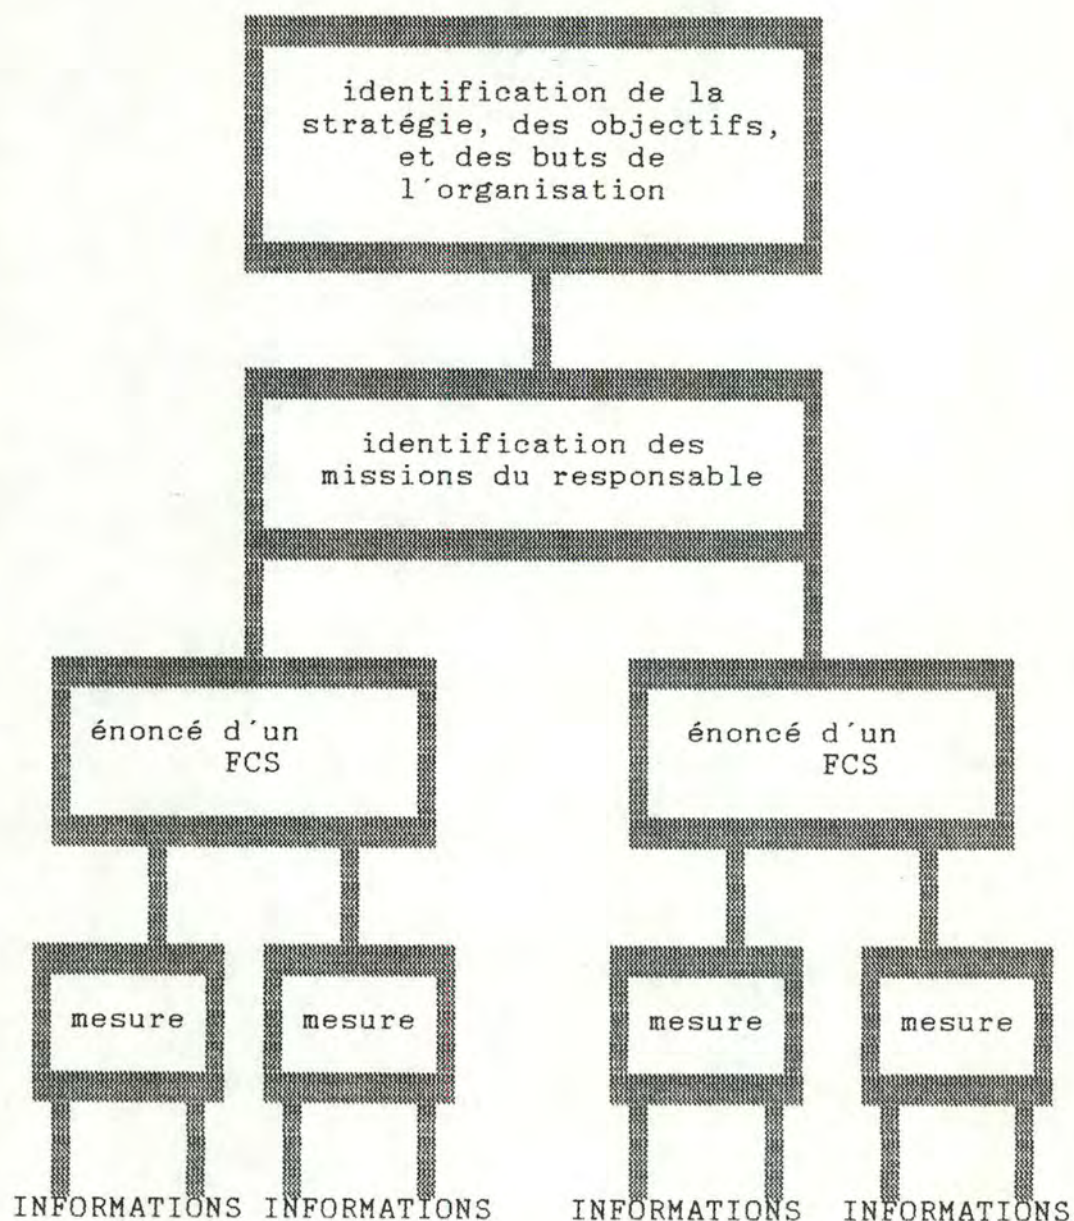 identification de la
stratégie, des objectifs,
et des buts de
l´organisation
identification des
missions du responsable
énoncé d´un
FCS
énoncé d´un
FCS
mesure
mesure
mesure
mesure
INFORMATIONS INFORMATIONS INFORMATIONS INFORMATIONS